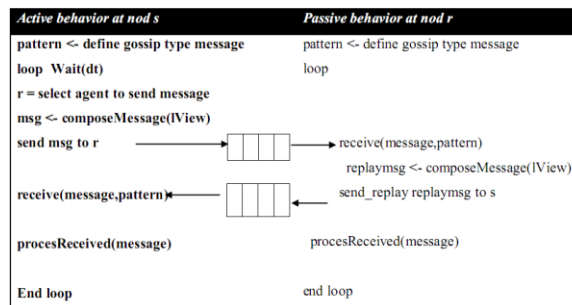 Active behavior at nod s Passive behavior at nod r
pattern <- define gossip type message pattern <- define gossip type message
loop Wait(dt) loop
r = select agent to send message
msg <- composeMessage(lView)
send msg to r receive(message,pattern)
replaymsg <- composeMessage(lView)
receive(message,pattern) send_replay replaymsg to s
procesReceived(message) procesReceived(message)
End loop end loop